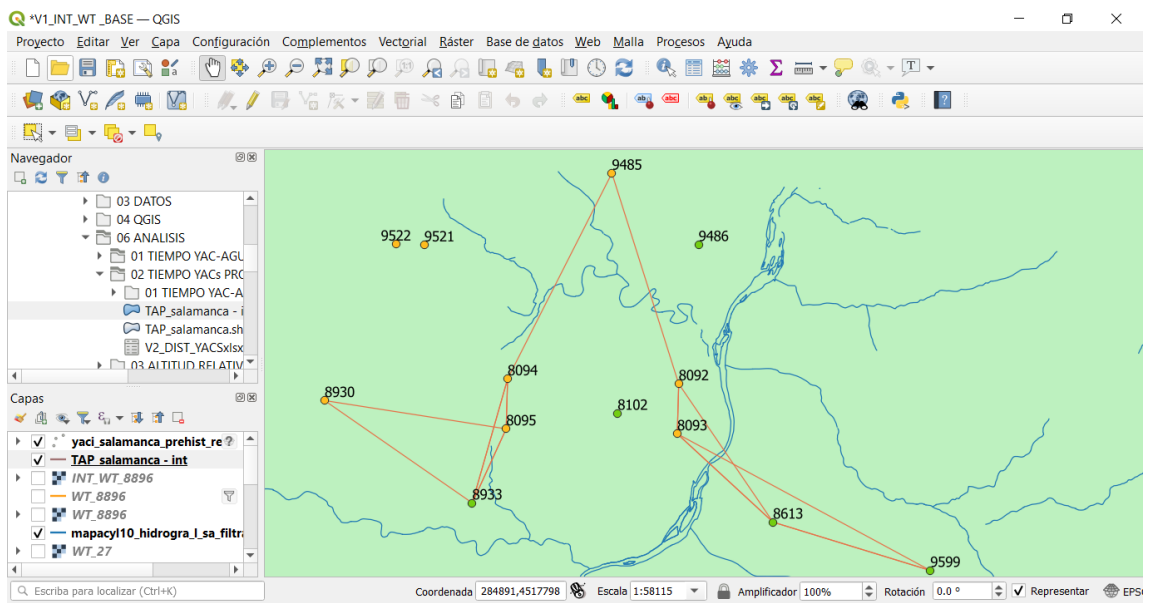 *V1_INT_WT _BASE — QGIS
Proyecto Editar Ver Capa Configuración Complementos Vectorial Ráster Base de datos Web Malla Procesos Ayuda
Navegador
03 DATOS
04 QGIS
06 ANALISIS
01 TIEMPO YAC-AGU
02 TIEMPO YACs PRO
01 TIEMPO YAC-A
TAP_salamanca - i
TAP_salamanca.sh
V2_DIST_YACSxlsx
03 ALTITUD RELATIV
Capas
yaci_salamanca_prehist_re
TAP_salamanca - int
INT_WT_8896
WT_8896
WT_8896
mapacyl10_hidrogra_l_sa_filtra
WT_27
9485
9522 9521
9486
8094
8092
8930
8102
8095
8093
8933
8613
9599
Escriba para localizar (Ctrl+K)
Coordenada 284891,4517798 Escala 1:58115 Amplificador 100% Rotación 0.0 ° Representar EPS